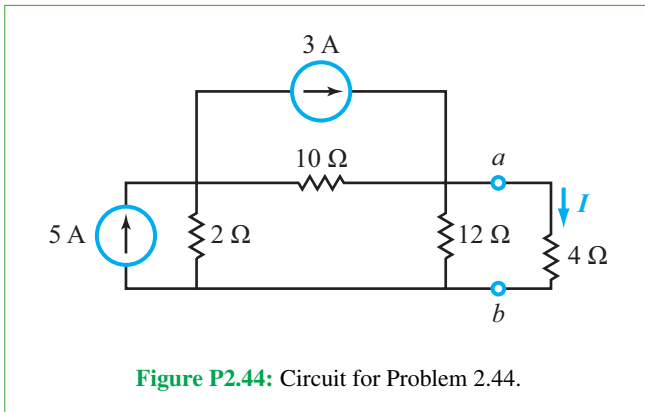 3 A
10 Ω
a
I
5 A
2 Ω
12 Ω
4 Ω
b
Figure P2.44: Circuit for Problem 2.44.